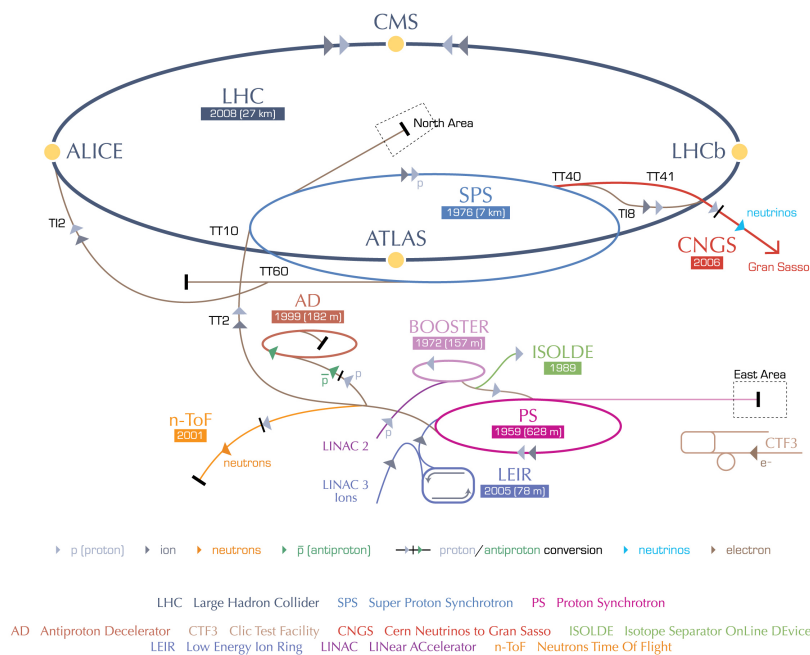 CMS
LHC
2008 (27 km)
North Area
ALICE
LHCb
TT40
TT41
SPS
1976 (7 km)
p
TI2
TI8
neutrinos
TT10
ATLAS
CNGS
2006
Gran Sasso
TT60
AD
1999 (182 m)
TT2
BOOSTER
1972 (157 m)
ISOLDE
1989
p
p̅
East Area
n-ToF
2001
PS
1959 (628 m)
p
LINAC 2
neutrons
CTF3
e-
LEIR
2005 (78 m)
LINAC 3
Ions
p (proton)
ion
neutrons
p̅ (antiproton)
proton/antiproton conversion
neutrinos
electron
LHC Large Hadron Collider SPS Super Proton Synchrotron PS Proton Synchrotron
AD Antiproton Decelerator CTF3 Clic Test Facility CNGS Cern Neutrinos to Gran Sasso ISOLDE Isotope Separator OnLine DEvice
LEIR Low Energy Ion Ring LINAC LINear ACcelerator n-ToF Neutrons Time Of Flight